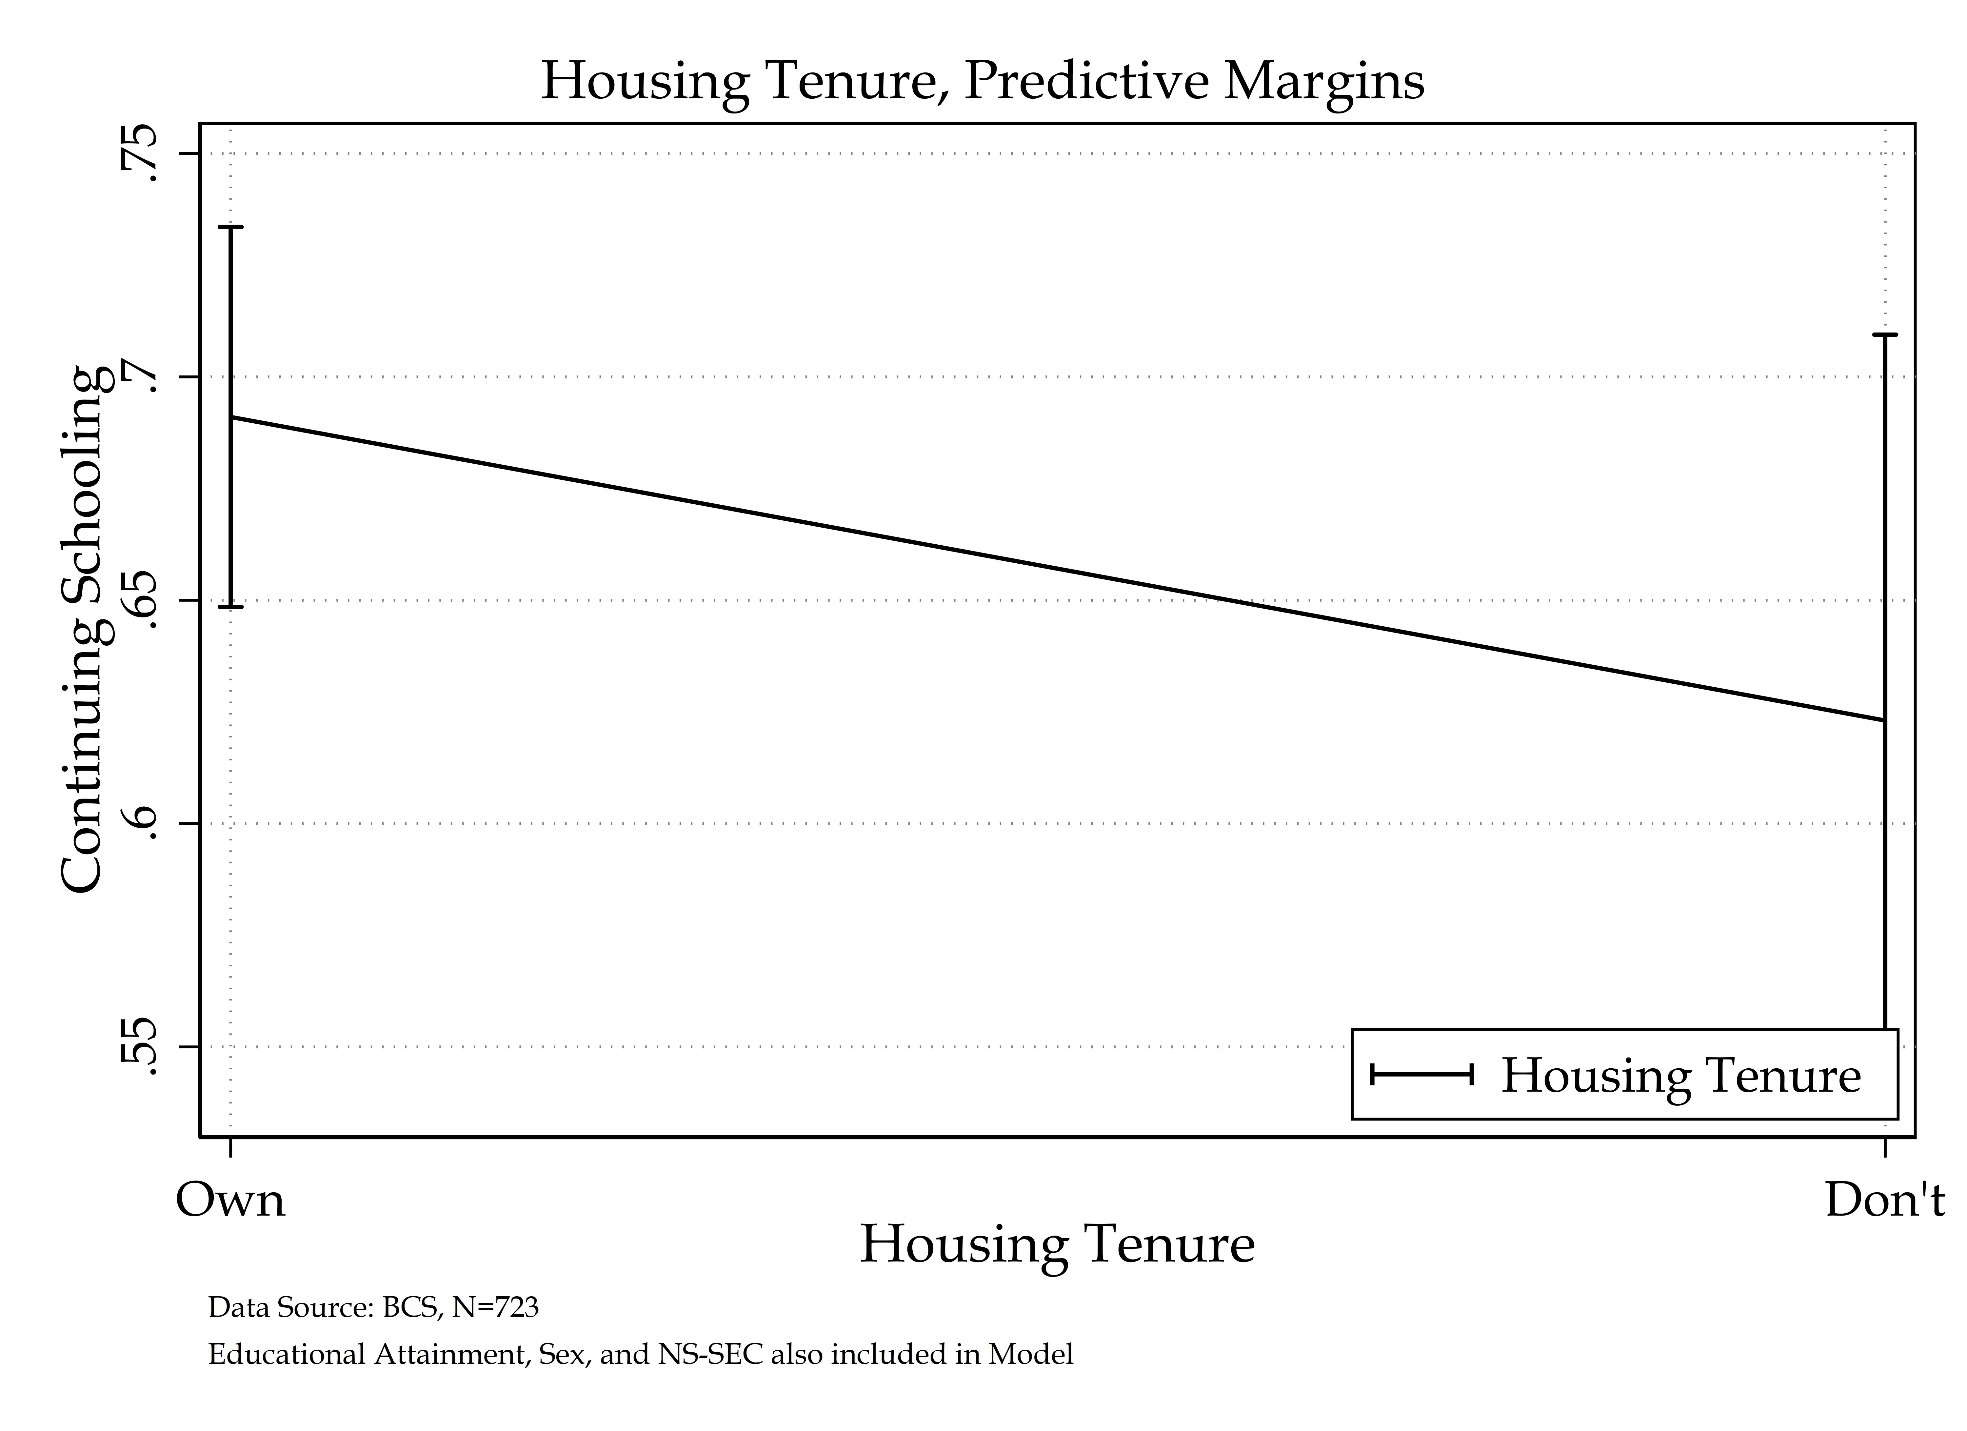 Housing Tenure, Predictive Margins
Continuing Schooling
.75
.7
.65
.6
.55
Housing Tenure
Own
Don't
Housing Tenure
Data Source: BCS, N=723
Educational Attainment, Sex, and NS-SEC also included in Model